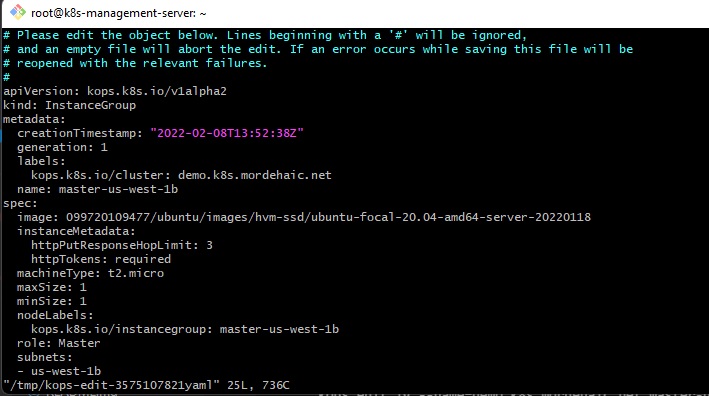 root@k8s-management-server: ~
# Please edit the object below. Lines beginning with a '#' will be ignored,
# and an empty file will abort the edit. If an error occurs while saving this file will be
# reopened with the relevant failures.
#
apiVersion: kops.k8s.io/v1alpha2
kind: InstanceGroup
metadata:
  creationTimestamp: "2022-02-08T13:52:38Z"
  generation: 1
  labels:
    kops.k8s.io/cluster: demo.k8s.mordehaic.net
  name: master-us-west-1b
spec:
  image: 099720109477/ubuntu/images/hvm-ssd/ubuntu-focal-20.04-amd64-server-20220118
  instanceMetadata:
    httpPutResponseHopLimit: 3
    httpTokens: required
  machineType: t2.micro
  maxSize: 1
  minSize: 1
  nodeLabels:
    kops.k8s.io/instancegroup: master-us-west-1b
  role: Master
  subnets:
  - us-west-1b
"/tmp/kops-edit-3575107821yaml" 25L, 736C